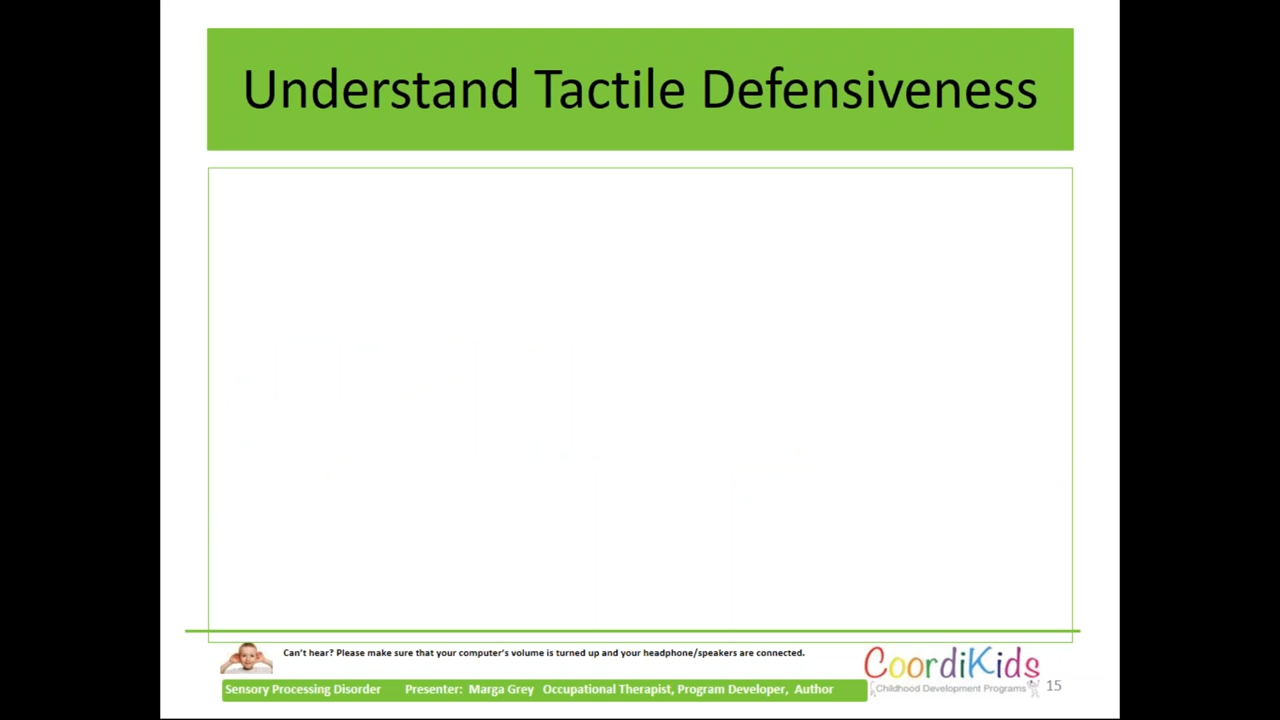 Understand Tactile Defensiveness
Can't hear? Please make sure that your computer's volume is turned up and your headphone/speakers are connected.
CoordiKids
Childhood Development Programs
Sensory Processing Disorder Presenter: Marga Grey Occupational Therapist, Program Developer, Author
15